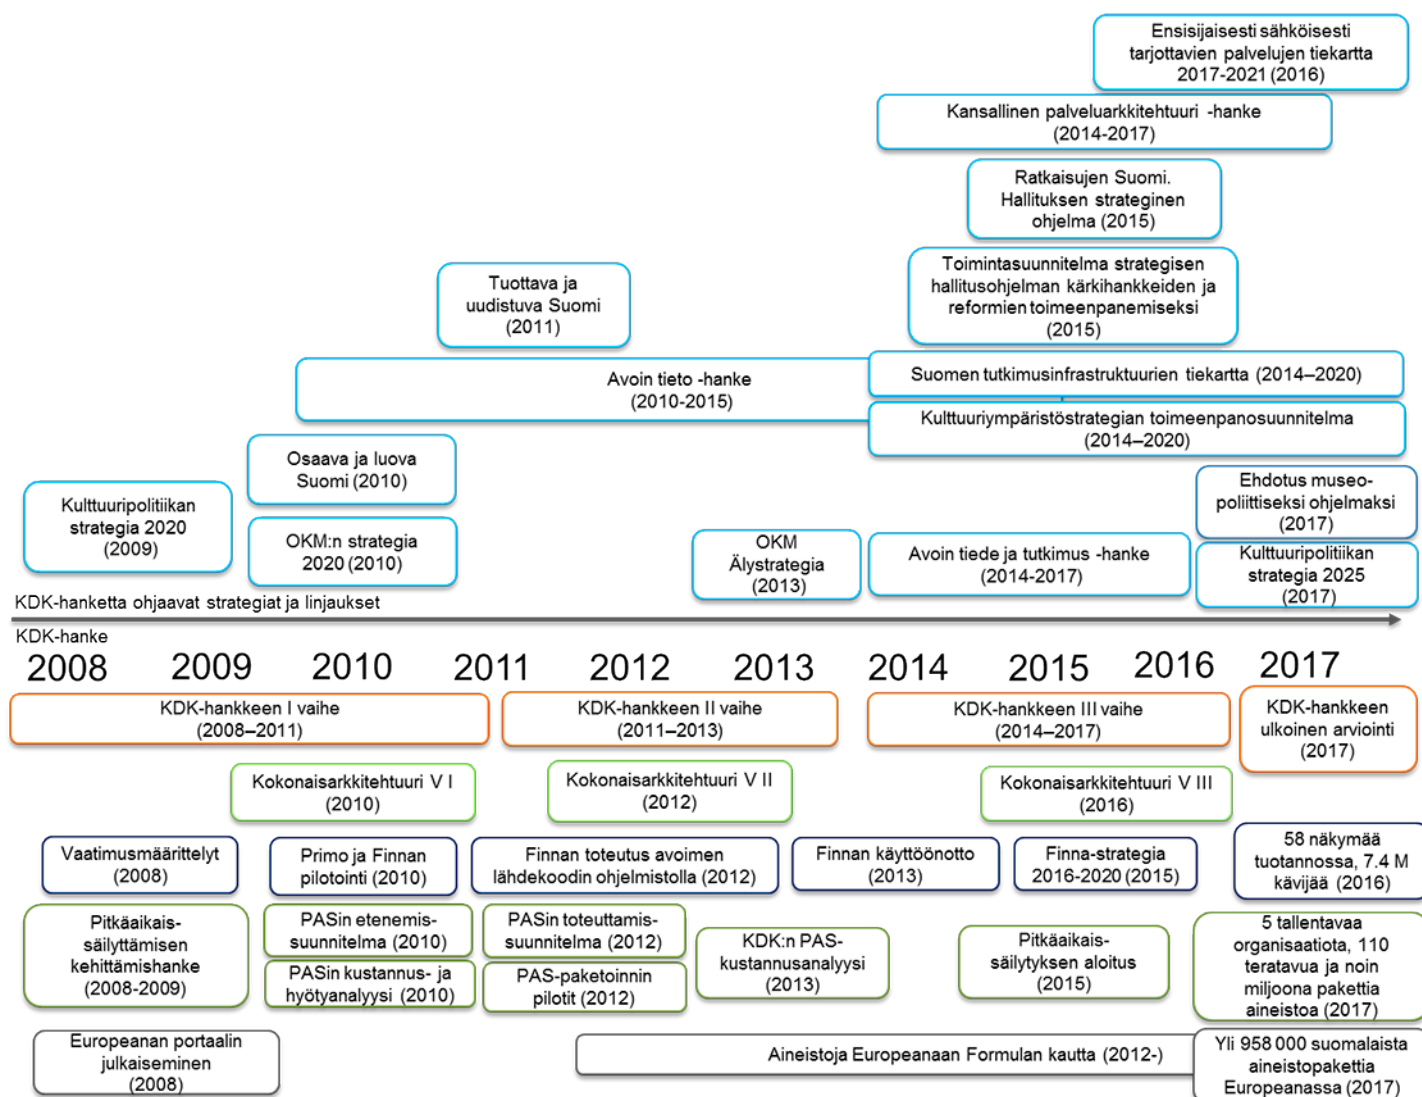 Ensisijaisesti sähköisesti
tarjottavien palvelujen tiekartta
2017-2021 (2016)
Kansallinen palveluarkkitehtuuri -hanke
(2014-2017)
Ratkaisujen Suomi.
Hallituksen strateginen
ohjelma (2015)
Tuottava ja
uudistuva Suomi
(2011)
Toimintasuunnitelma strategisen
hallitusohjelman kärkihankkeiden ja
reformien toimeenpanemiseksi
(2015)
Avoin tieto -hanke
(2010-2015)
Suomen tutkimusinfrastruktuurien tiekartta (2014–2020)
Kulttuuriympäristöstrategian toimeenpanosuunnitelma
(2014–2020)
Osaava ja luova
Suomi (2010)
Kulttuuripolitiikan
strategia 2020
(2009)
OKM:n strategia
2020 (2010)
OKM
Älystrategia
(2013)
Avoin tiede ja tutkimus -hanke
(2014-2017)
Ehdotus museo-
poliittiseksi ohjelmaksi
(2017)
Kulttuuripolitiikan
strategia 2025
(2017)
KDK-hanketta ohjaavat strategiat ja linjaukset
KDK-hanke
2008 2009 2010 2011 2012 2013 2014 2015 2016 2017
KDK-hankkeen I vaihe
(2008–2011)
KDK-hankkeen II vaihe
(2011–2013)
KDK-hankkeen III vaihe
(2014–2017)
KDK-hankkeen
ulkoinen arviointi
(2017)
Kokonaisarkkitehtuuri V I
(2010)
Kokonaisarkkitehtuuri V II
(2012)
Kokonaisarkkitehtuuri V III
(2016)
Vaatimusmäärittelyt
(2008)
Primo ja Finnan
pilotointi (2010)
Finnan toteutus avoimen
lähdekoodin ohjelmistolla (2012)
Finnan käyttöönotto
(2013)
Finna-strategia
2016-2020 (2015)
58 näkymää
tuotannossa, 7.4 M
kävijää (2016)
Pitkäaikais-
säilyttämisen
kehittämishanke
(2008-2009)
PASin etenemis-
suunnitelma (2010)
PASin kustannus- ja
hyötyanalyysi (2010)
PASin toteuttamis-
suunnitelma (2012)
PAS-paketoinnin
pilotit (2012)
KDK:n PAS-
kustannusanalyysi
(2013)
Pitkäaikais-
säilytyksen aloitus
(2015)
5 tallentavaa
organisaatiota, 110
teratavua ja noin
miljoona pakettia
aineistoa (2017)
Europeanan portaalin
julkaiseminen
(2008)
Aineistoja Europeanaan Formulan kautta (2012-)
Yli 958 000 suomalaista
aineistopakettia
Europeanassa (2017)